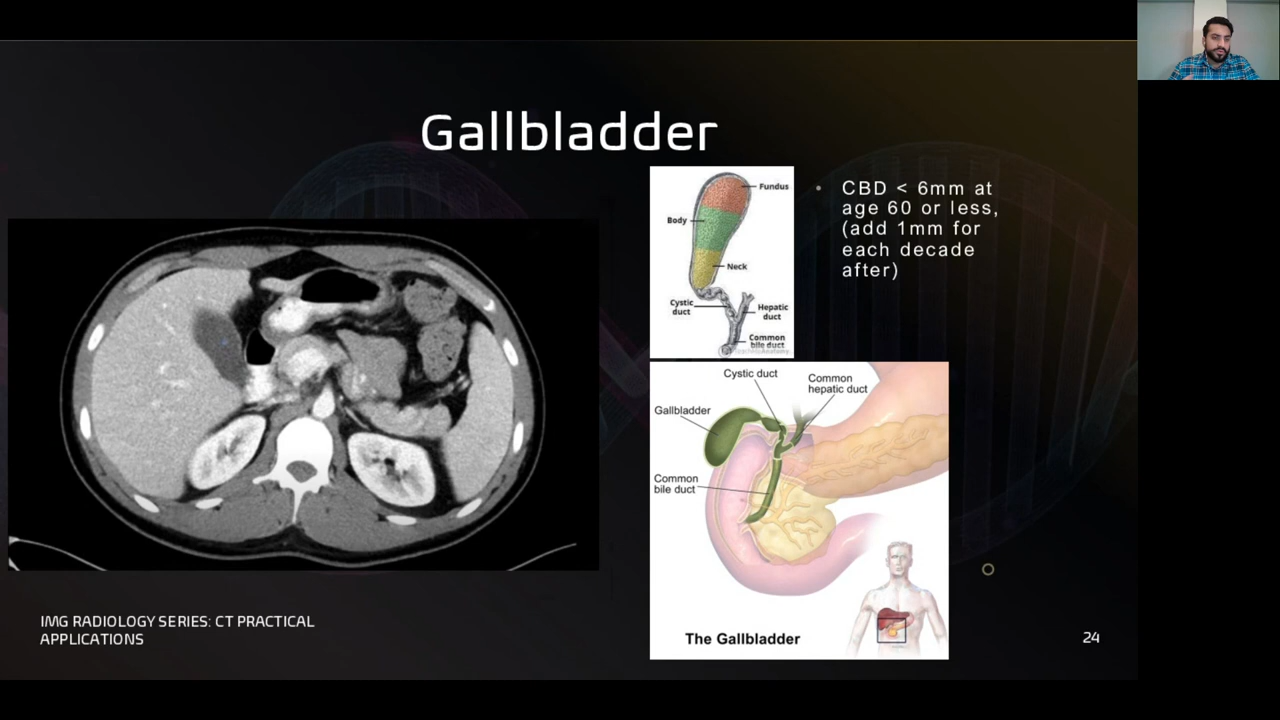 Gallbladder
Fundus
Body
Neck
Cystic
duct
Hepatic
duct
Common
bile duct
CBD < 6mm at
age 60 or less,
(add 1mm for
each decade
after)
Cystic duct
Common
hepatic duct
Gallbladder
Common
bile duct
The Gallbladder
IMG RADIOLOGY SERIES: CT PRACTICAL
APPLICATIONS
24